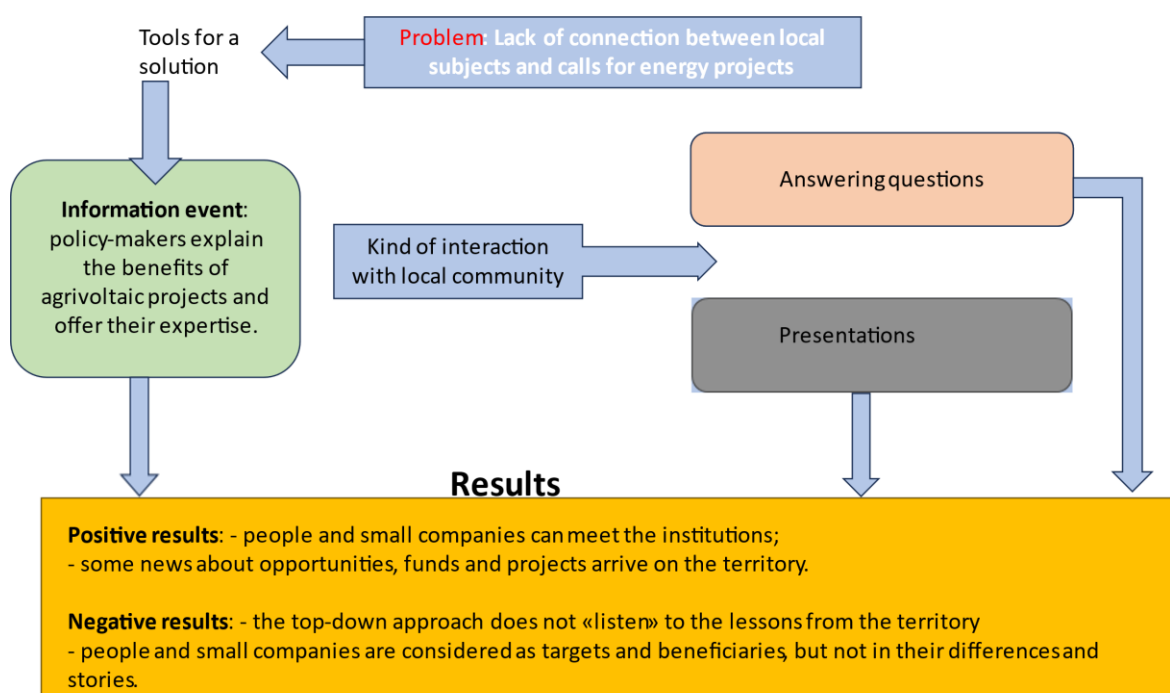 Tools for a
solution
Problem: Lack of connection between local
subjects and calls for energy projects
Information event:
policy-makers explain
the benefits of
agrivoltaic projects and
offer their expertise.
Kind of interaction
with local community
Answering questions
Presentations
Results
Positive results: - people and small companies can meet the institutions;
- some news about opportunities, funds and projects arrive on the territory.
Negative results: - the top-down approach does not «listen» to the lessons from the territory
- people and small companies are considered as targets and beneficiaries, but not in their differences and
stories.